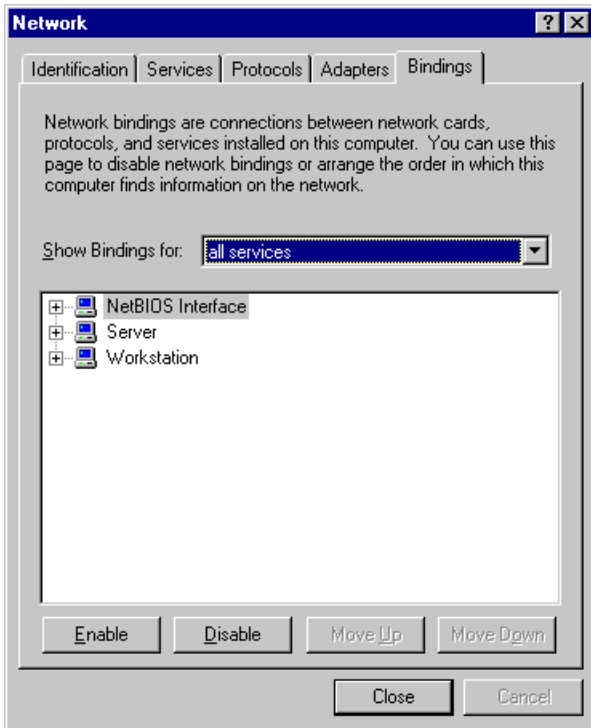 Network
Identification Services Protocols Adapters Bindings
Network bindings are connections between network cards,
protocols, and services installed on this computer.  You can use this
page to disable network bindings or arrange the order in which this
computer finds information on the network.
Show Bindings for: all services
NetBIOS Interface
Server
Workstation
Enable Disable Move Up Move Down
Close Cancel